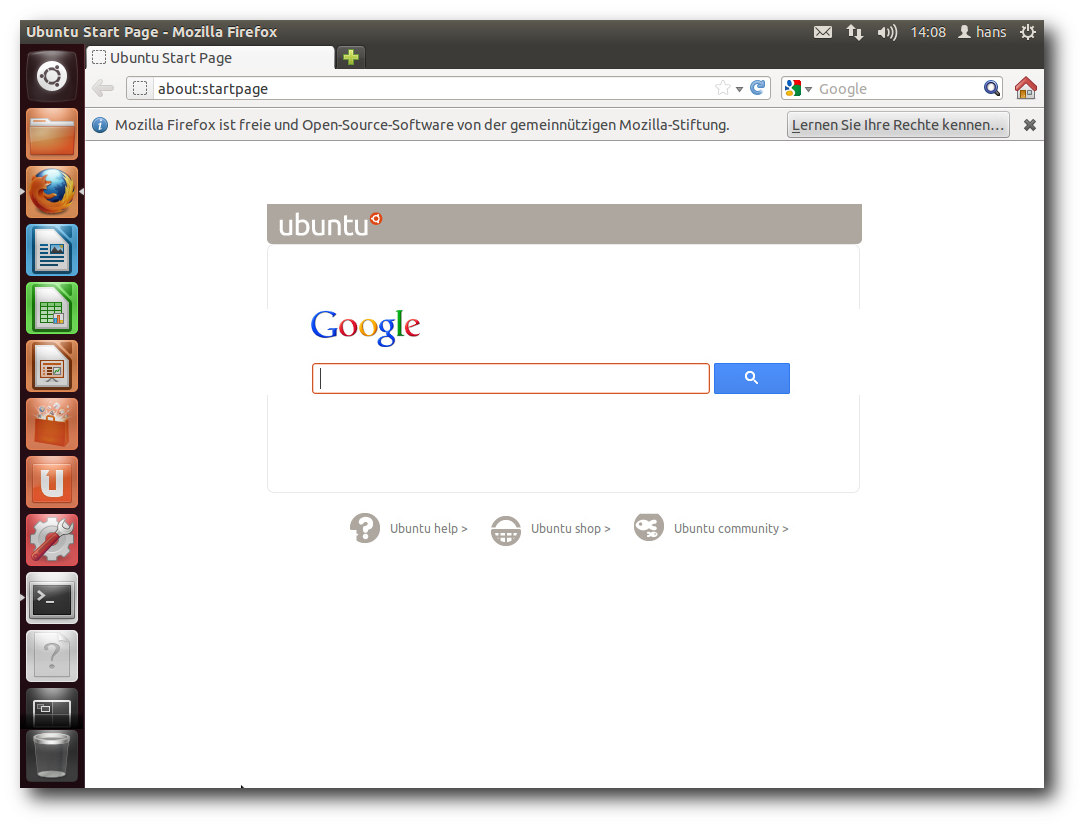 Ubuntu Start Page - Mozilla Firefox
14:08 hans
Ubuntu Start Page
about:startpage
Google
Mozilla Firefox ist freie und Open-Source-Software von der gemeinnützigen Mozilla-Stiftung.
Lernen Sie Ihre Rechte kennen…
ubuntu
Google
Ubuntu help >
Ubuntu shop >
Ubuntu community >